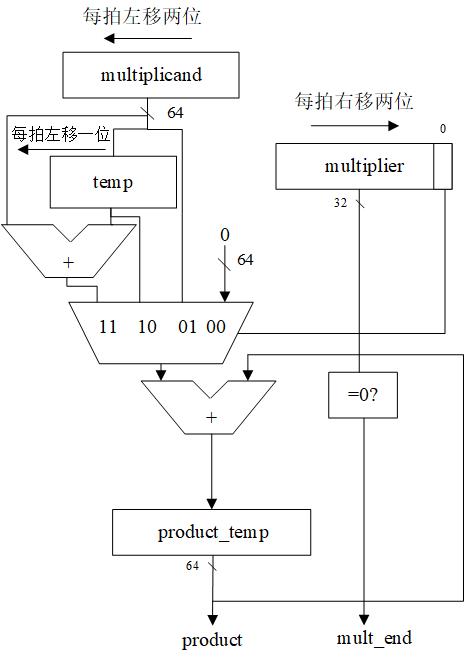 每拍左移两位
multiplicand
64
每拍右移两位
0
每拍左移一位
temp
multiplier
32
+
0
64
11 10 01 00
=0?
+
product_temp
64
product
mult_end